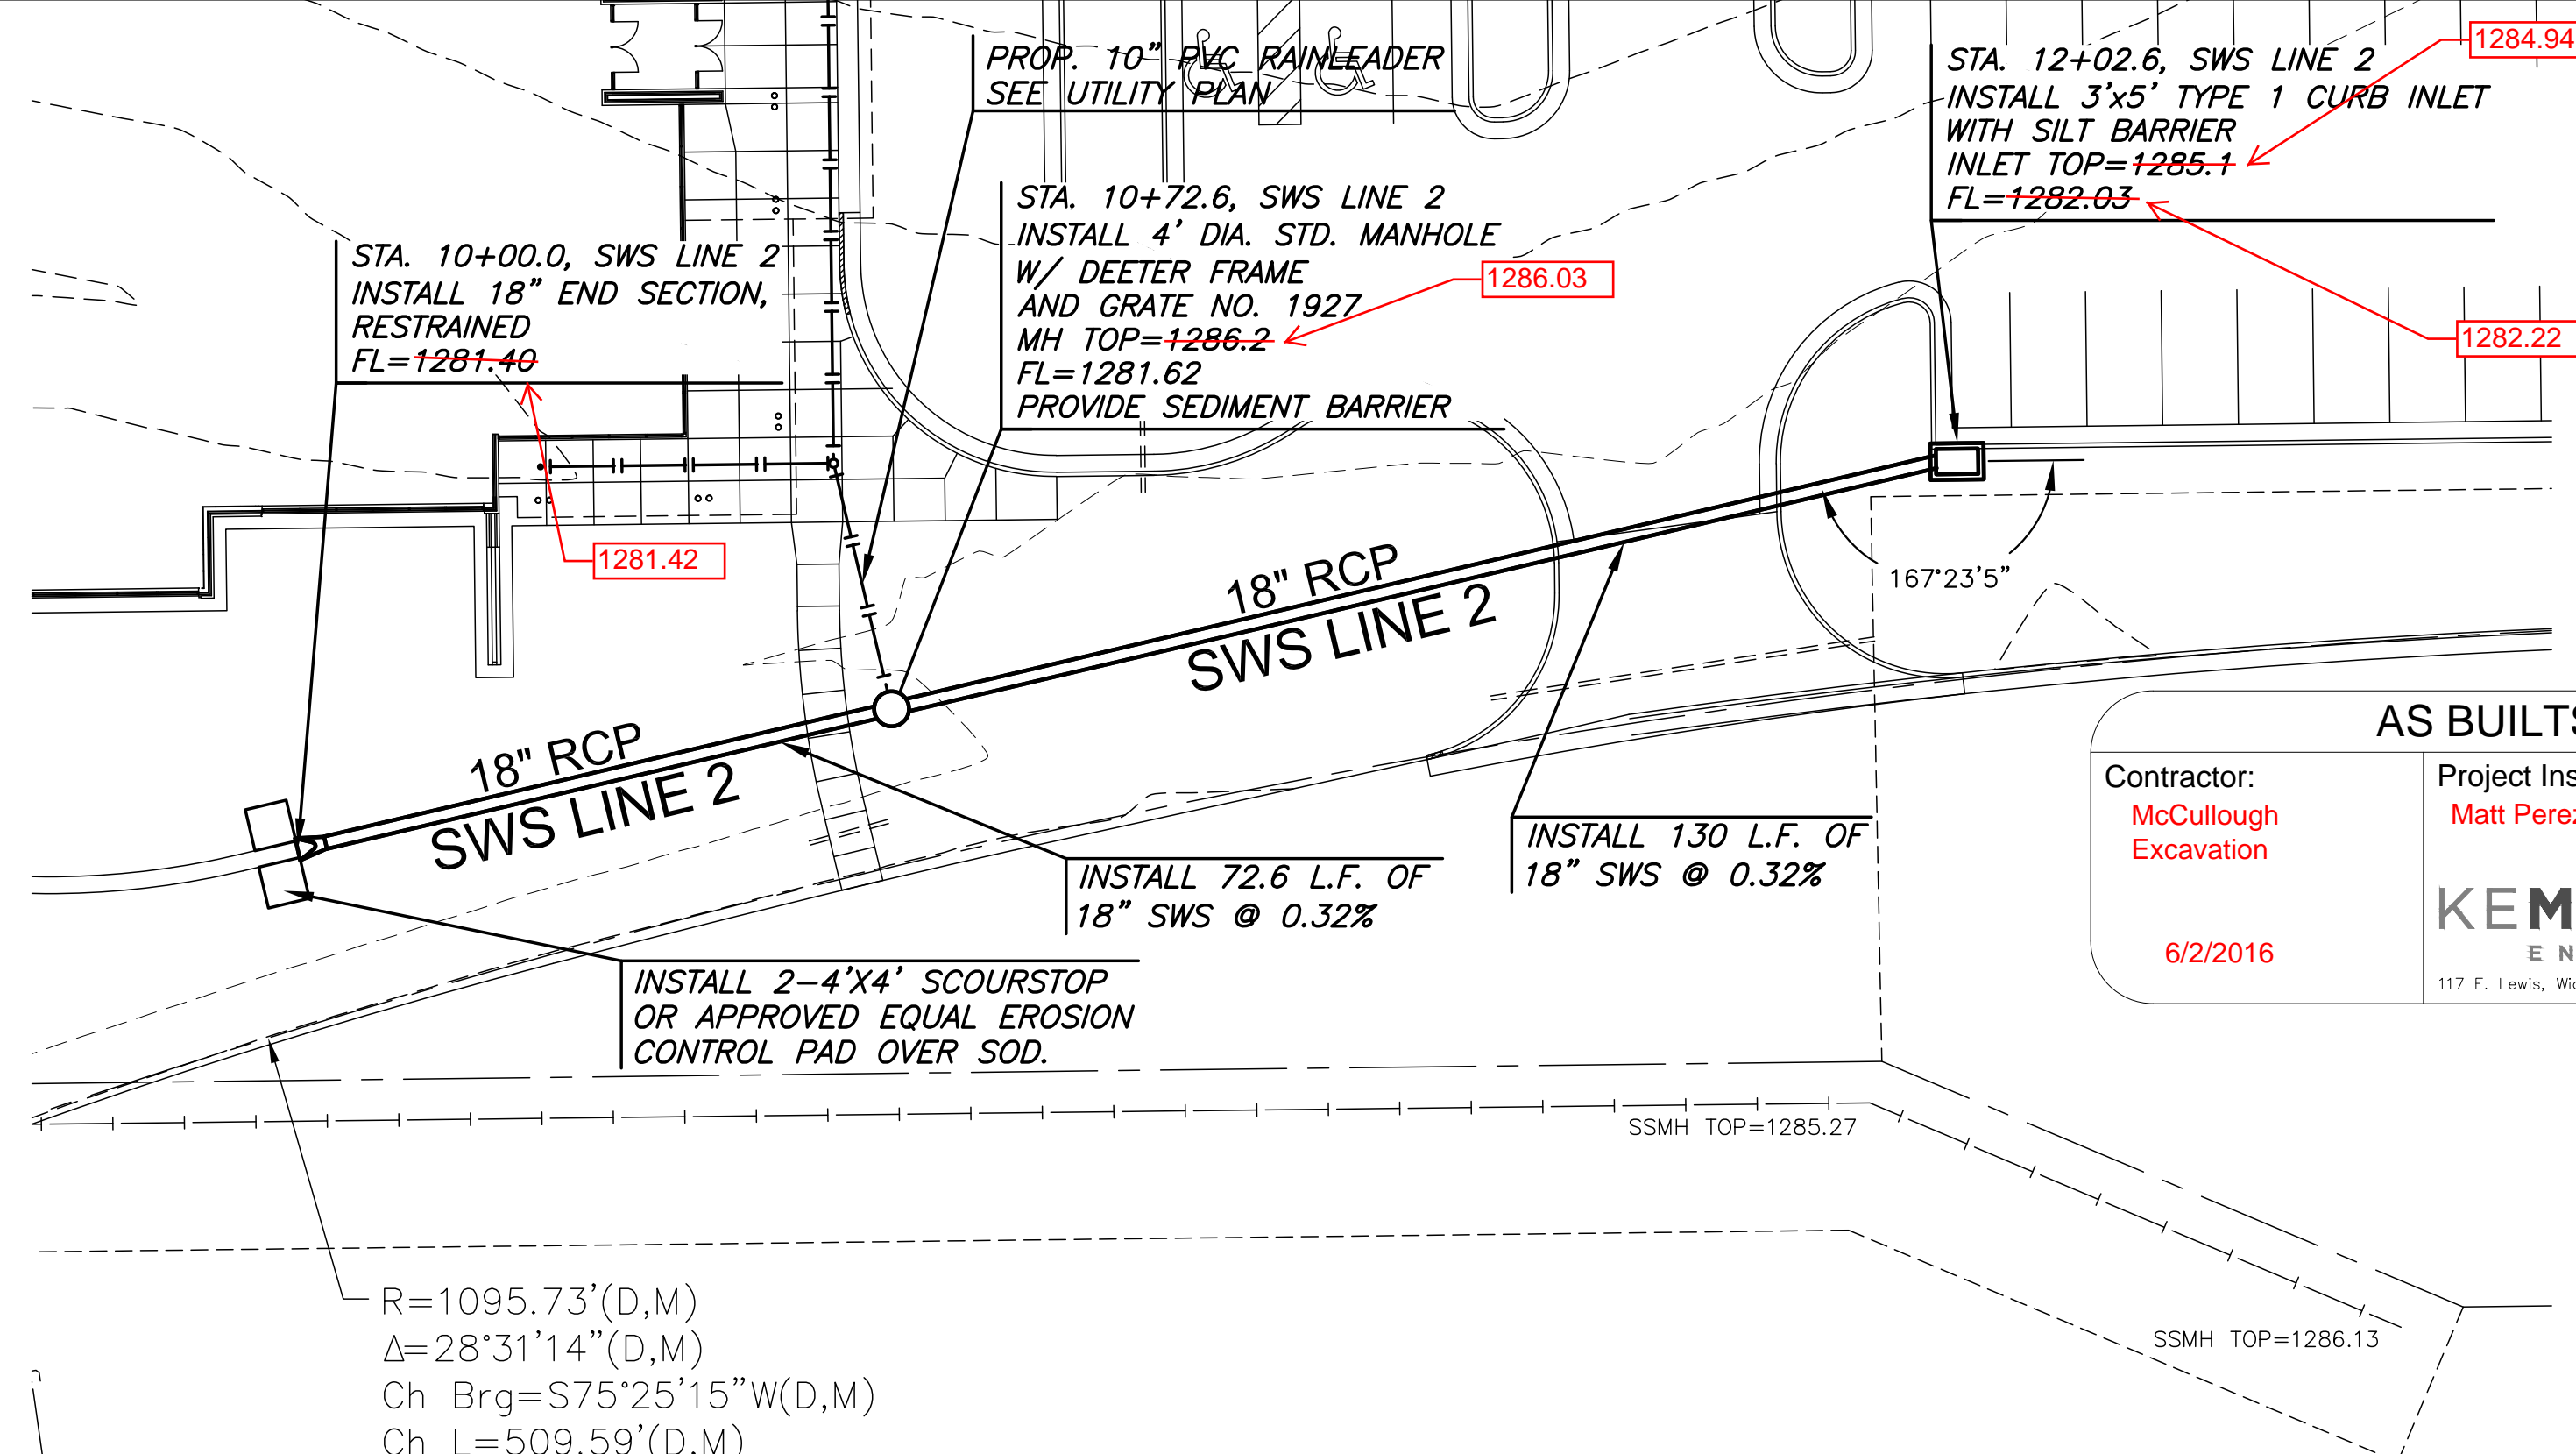 PROP. 10" PVC RAINLEADER
SEE UTILITY PLAN
STA. 12+02.6, SWS LINE 2
INSTALL 3'x5' TYPE 1 CURB INLET
WITH SILT BARRIER
INLET TOP=1285.1
FL=1282.03
1284.94
1282.22
STA. 10+72.6, SWS LINE 2
INSTALL 4' DIA. STD. MANHOLE
W/ DEETER FRAME
AND GRATE NO. 1927
MH TOP=1286.2
FL=1281.62
PROVIDE SEDIMENT BARRIER
1286.03
STA. 10+00.0, SWS LINE 2
INSTALL 18" END SECTION,
RESTRAINED
FL=1281.40
1281.42
18" RCP
SWS LINE 2
167°23'5"
18" RCP
SWS LINE 2
INSTALL 130 L.F. OF
18" SWS @ 0.32%
INSTALL 72.6 L.F. OF
18" SWS @ 0.32%
INSTALL 2-4'X4' SCOURSTOP
OR APPROVED EQUAL EROSION
CONTROL PAD OVER SOD.
AS BUILTS
Contractor:
McCullough
Excavation
6/2/2016
Project Ins
Matt Perez
KEM
EN
117 E. Lewis, Wic
SSMH TOP=1285.27
SSMH TOP=1286.13
R=1095.73'(D,M)
Δ=28°31'14"(D,M)
Ch Brg=S75°25'15"W(D,M)
Ch L=509.59'(D,M)